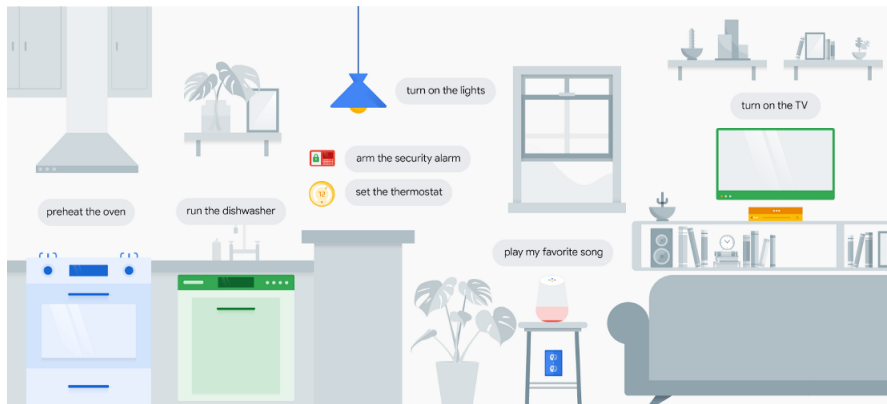 turn on the lights
turn on the TV
arm the security alarm
set the thermostat
preheat the oven
run the dishwasher
play my favorite song